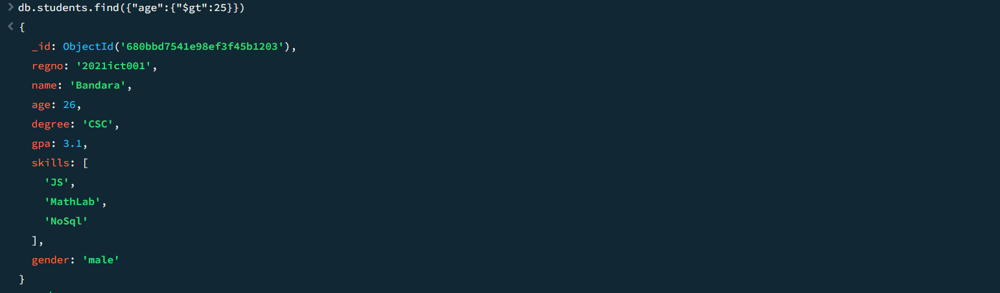 > db.students.find({"age":{"$gt":25}})
< {
  _id: ObjectId('680bbd7541e98ef3f45b1203'),
  regno: '2021ict001',
  name: 'Bandara',
  age: 26,
  degree: 'CSC',
  gpa: 3.1,
  skills: [
    'JS',
    'MathLab',
    'NoSql'
  ],
  gender: 'male'
}